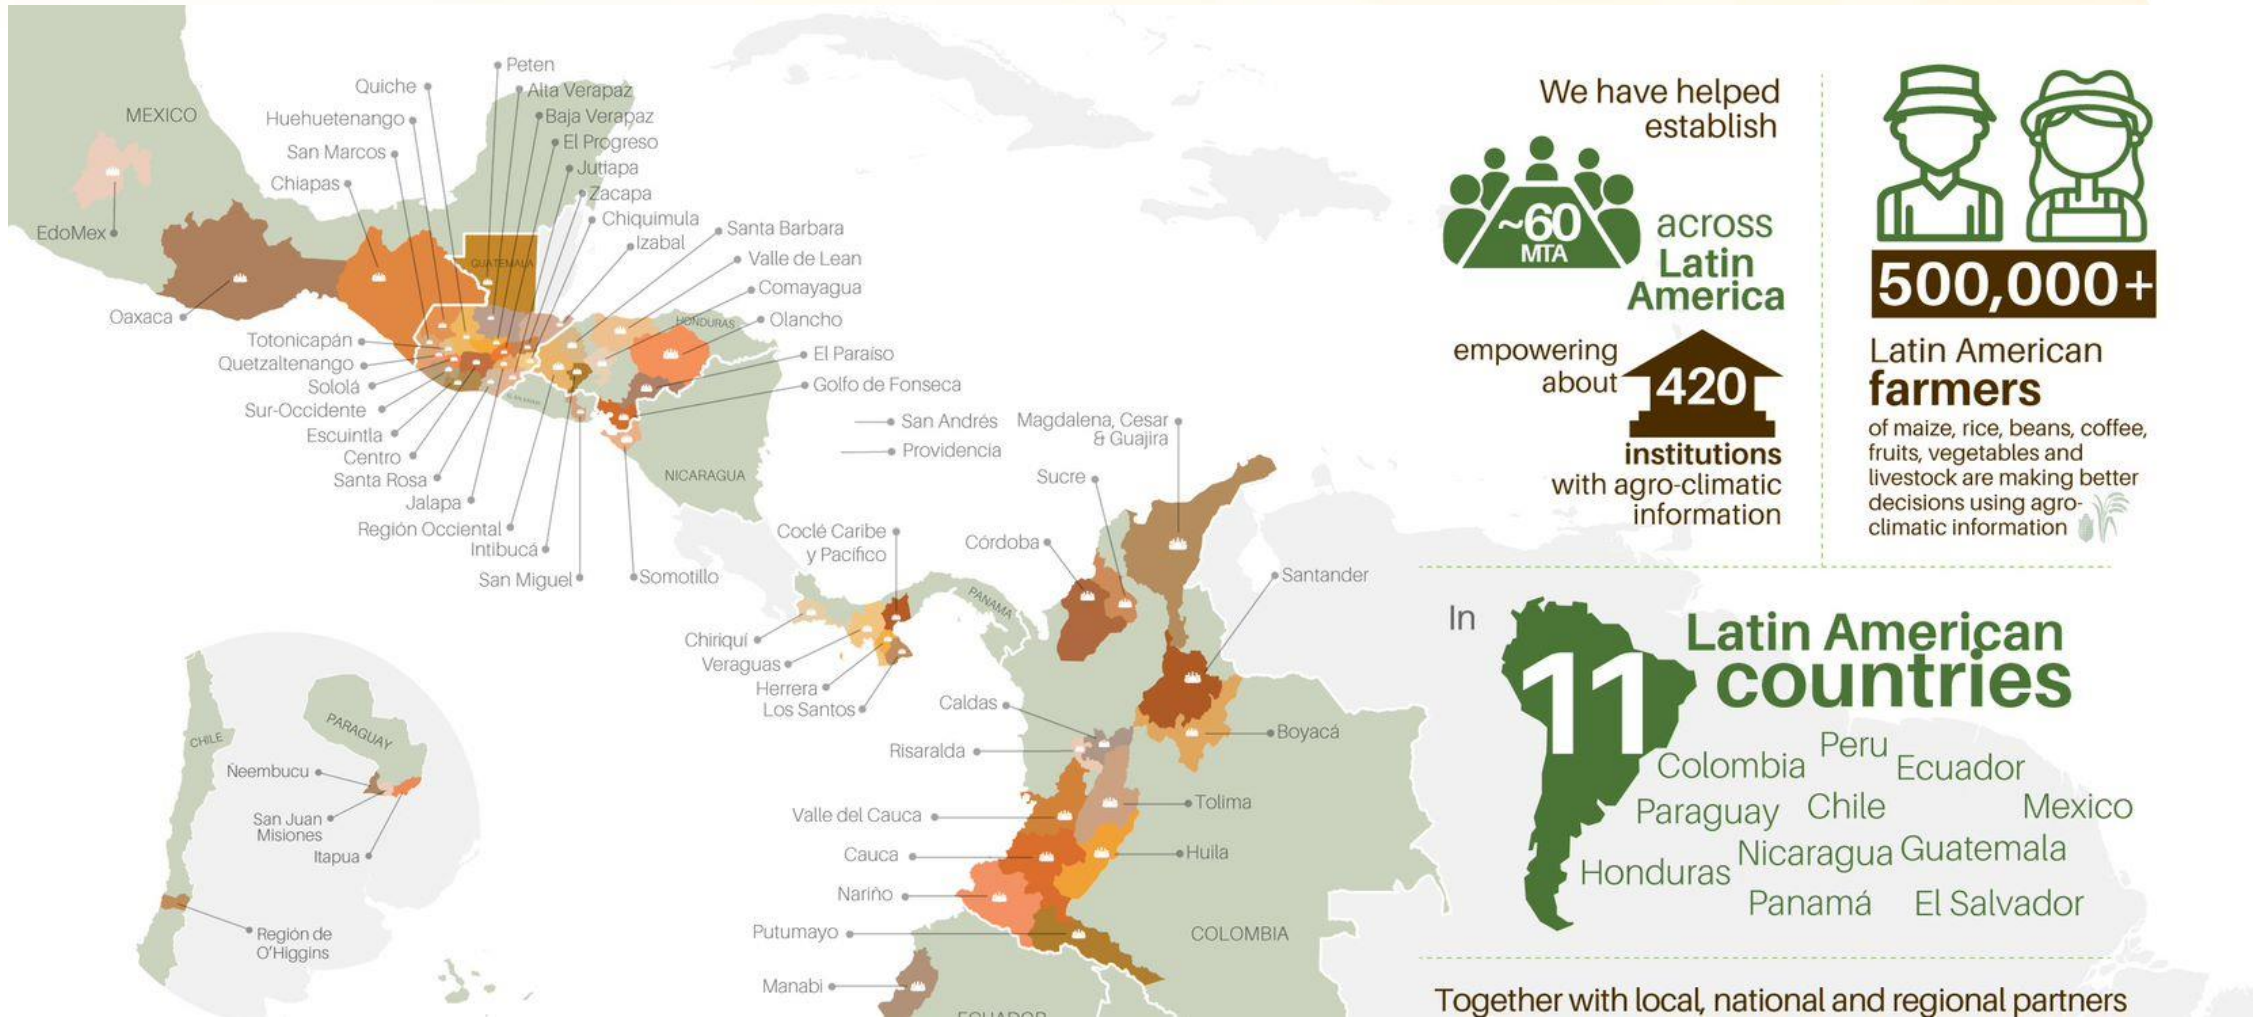 Peten
Quiche
Alta Verapaz
MEXICO
Huehuetenango
Baja Verapaz
San Marcos
El Progreso
Chiapas
Jutiapa
Zacapa
EdoMex
Chiquimula
Santa Barbara
Izabal
Valle de Lean
GUATEMALA
Comayagua
Oaxaca
HONDURAS
Olancho
Totonicapán
El Paraíso
Quetzaltenango
Golfo de Fonseca
Sololá
Sur-Occidente
San Andrés
Escuintla
Providencia
Centro
Santa Rosa
NICARAGUA
Jalapa
Región Occiental
Intibucá
San Miguel
Somotillo
Magdalena, Cesar
& Guajira
Sucre
Coclé Caribe
y Pacífico
Córdoba
Santander
PANAMA
Chiriquí
Veraguas
Herrera
Los Santos
Caldas
Boyacá
Risaralda
Tolima
Valle del Cauca
Cauca
Huila
Nariño
Putumayo
COLOMBIA
Manabi
ECUADOR
CHILE
PARAGUAY
Ñeembucu
San Juan
Misiones
Itapua
Región de
O'Higgins
We have helped
establish
~60
MTA
across
Latin
America
empowering
about
420
institutions
with agro-climatic
information
500,000+
Latin American
farmers
of maize, rice, beans, coffee,
fruits, vegetables and
livestock are making better
decisions using agro-
climatic information
In
11
Latin American
countries
Peru
Colombia
Ecuador
Paraguay
Chile
Mexico
Nicaragua
Guatemala
Honduras
Panamá
El Salvador
Together with local, national and regional partners